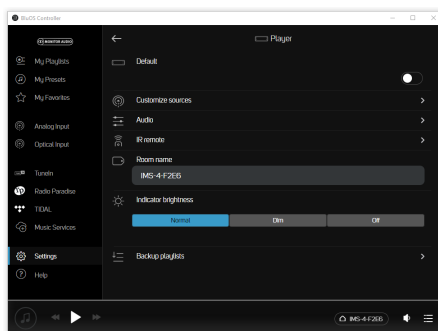 BluOS Controller
MONITOR AUDIO
Player
My Playlists
My Presets
My Favorites
Analog Input
Optical Input
TuneIn
Radio Paradise
TIDAL
Music Services
Settings
Help
Default
Customize sources
Audio
IR remote
Room name
IMS-4-F2E6
Indicator brightness
Normal Dim Off
Backup playlists
IMS-4-F2E6